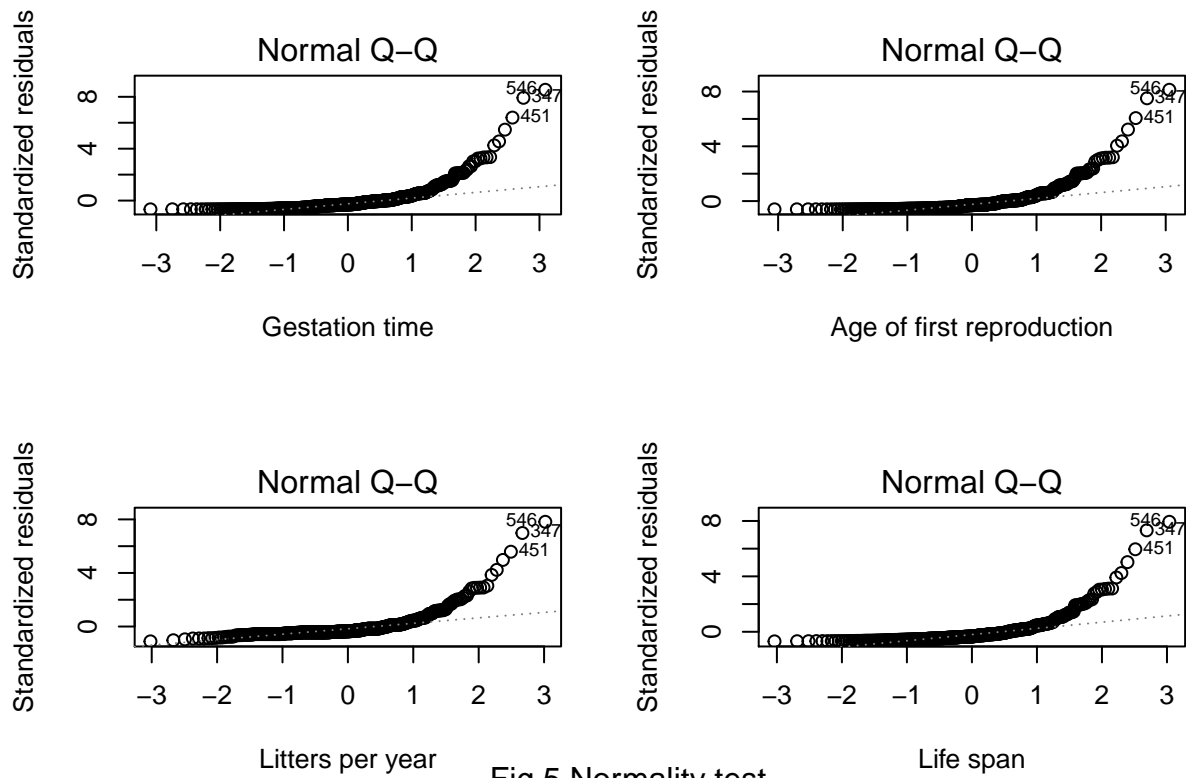 Normal Q−Q
Standardized residuals
8
4
0
546
347
451
−3 −2 −1 0 1 2 3
Gestation time
Normal Q−Q
Standardized residuals
8
4
0
546
347
451
−3 −2 −1 0 1 2 3
Age of first reproduction
Normal Q−Q
Standardized residuals
8
4
0
546
347
451
−3 −2 −1 0 1 2 3
Litters per year
Normal Q−Q
Standardized residuals
8
4
0
546
347
451
−3 −2 −1 0 1 2 3
Life span
Fig 5 Normality test